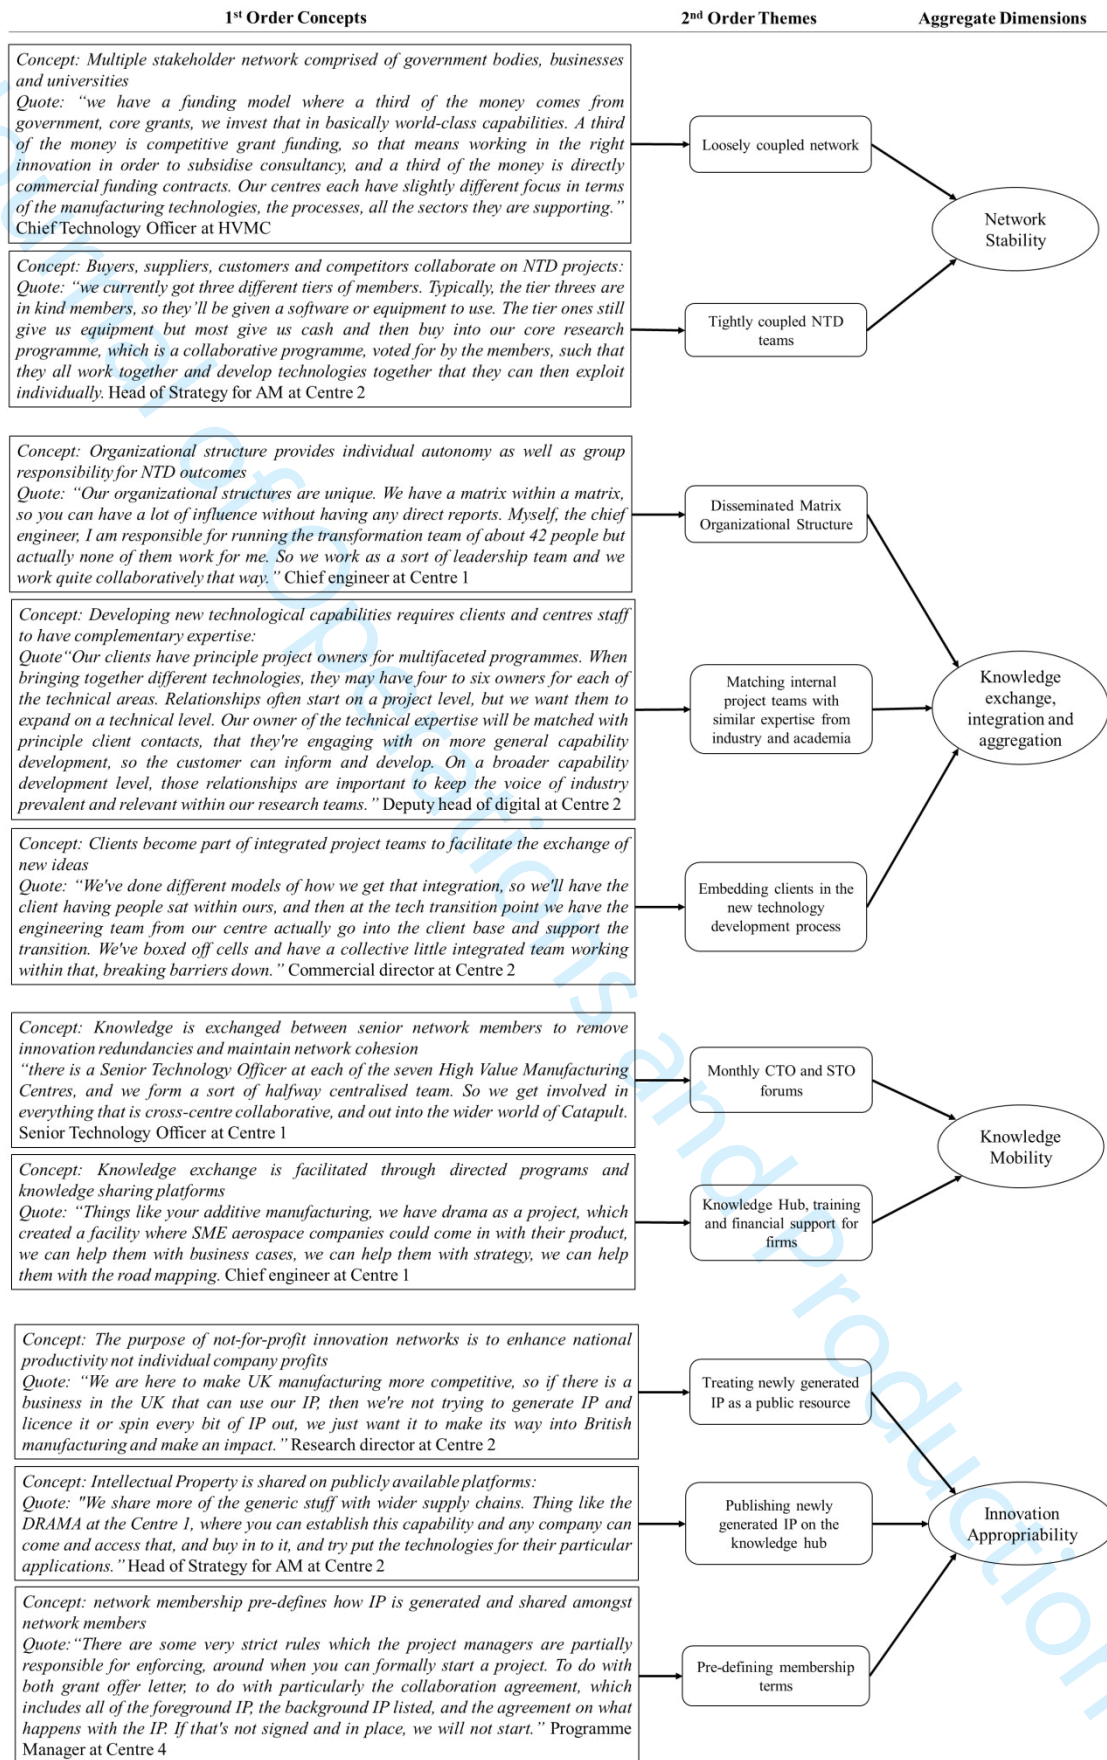 1st Order Concepts
2nd Order Themes
Aggregate Dimensions
Concept: Multiple stakeholder network comprised of government bodies, businesses
and universities
Quote: “we have a funding model where a third of the money comes from
government, core grants, we invest that in basically world-class capabilities. A third
of the money is competitive grant funding, so that means working in the right
innovation in order to subsidise consultancy, and a third of the money is directly
commercial funding contracts. Our centres each have slightly different focus in terms
of the manufacturing technologies, the processes, all the sectors they are supporting.”
Chief Technology Officer at HVMC
Loosely coupled network
Concept: Buyers, suppliers, customers and competitors collaborate on NTD projects:
Quote: “we currently got three different tiers of members. Typically, the tier threes are
in kind members, so they’ll be given a software or equipment to use. The tier ones still
give us equipment but most give us cash and then buy into our core research
programme, which is a collaborative programme, voted for by the members, such that
they all work together and develop technologies together that they can then exploit
individually. Head of Strategy for AM at Centre 2
Tightly coupled NTD
teams
Network
Stability
Concept: Organizational structure provides individual autonomy as well as group
responsibility for NTD outcomes
Quote: “Our organizational structures are unique. We have a matrix within a matrix,
so you can have a lot of influence without having any direct reports. Myself, the chief
engineer, I am responsible for running the transformation team of about 42 people but
actually none of them work for me. So we work as a sort of leadership team and we
work quite collaboratively that way.” Chief engineer at Centre 1
Disseminated Matrix
Organizational Structure
Concept: Developing new technological capabilities requires clients and centres staff
to have complementary expertise:
Quote“Our clients have principle project owners for multifaceted programmes. When
bringing together different technologies, they may have four to six owners for each of
the technical areas. Relationships often start on a project level, but we want them to
expand on a technical level. Our owner of the technical expertise will be matched with
principle client contacts, that they're engaging with on more general capability
development, so the customer can inform and develop. On a broader capability
development level, those relationships are important to keep the voice of industry
prevalent and relevant within our research teams.” Deputy head of digital at Centre 2
Matching internal
project teams with
similar expertise from
industry and academia
Concept: Clients become part of integrated project teams to facilitate the exchange of
new ideas
Quote: “We've done different models of how we get that integration, so we'll have the
client having people sat within ours, and then at the tech transition point we have the
engineering team from our centre actually go into the client base and support the
transition. We've boxed off cells and have a collective little integrated team working
within that, breaking barriers down.” Commercial director at Centre 2
Embedding clients in the
new technology
development process
Knowledge
exchange,
integration and
aggregation
Concept: Knowledge is exchanged between senior network members to remove
innovation redundancies and maintain network cohesion
“there is a Senior Technology Officer at each of the seven High Value Manufacturing
Centres, and we form a sort of halfway centralised team. So we get involved in
everything that is cross-centre collaborative, and out into the wider world of Catapult.
Senior Technology Officer at Centre 1
Monthly CTO and STO
forums
Concept: Knowledge exchange is facilitated through directed programs and
knowledge sharing platforms
Quote: “Things like your additive manufacturing, we have drama as a project, which
created a facility where SME aerospace companies could come in with their product,
we can help them with business cases, we can help them with strategy, we can help
them with the road mapping. Chief engineer at Centre 1
Knowledge Hub, training
and financial support for
firms
Knowledge
Mobility
Concept: The purpose of not-for-profit innovation networks is to enhance national
productivity not individual company profits
Quote: “We are here to make UK manufacturing more competitive, so if there is a
business in the UK that can use our IP, then we're not trying to generate IP and
licence it or spin every bit of IP out, we just want it to make its way into British
manufacturing and make an impact.” Research director at Centre 2
Treating newly generated
IP as a public resource
Concept: Intellectual Property is shared on publicly available platforms:
Quote: "We share more of the generic stuff with wider supply chains. Thing like the
DRAMA at the Centre 1, where you can establish this capability and any company can
come and access that, and buy in to it, and try put the technologies for their particular
applications.” Head of Strategy for AM at Centre 2
Publishing newly
generated IP on the
knowledge hub
Concept: network membership pre-defines how IP is generated and shared amongst
network members
Quote:“There are some very strict rules which the project managers are partially
responsible for enforcing, around when you can formally start a project. To do with
both grant offer letter, to do with particularly the collaboration agreement, which
includes all of the foreground IP, the background IP listed, and the agreement on what
happens with the IP. If that's not signed and in place, we will not start.” Programme
Manager at Centre 4
Pre-defining membership
terms
Innovation
Appropriability
Journal of Operations and Production